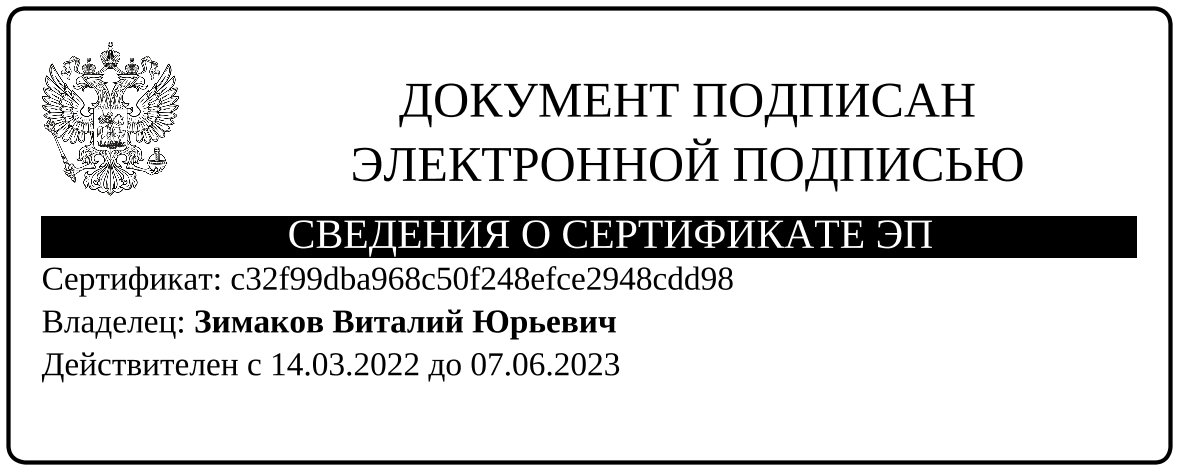 ДОКУМЕНТ ПОДПИСАН
ЭЛЕКТРОННОЙ ПОДПИСЬЮ
СВЕДЕНИЯ О СЕРТИФИКАТЕ ЭП
Сертификат: c32f99dba968c50f248efce2948cdd98
Владелец: Зимаков Виталий Юрьевич
Действителен с 14.03.2022 до 07.06.2023